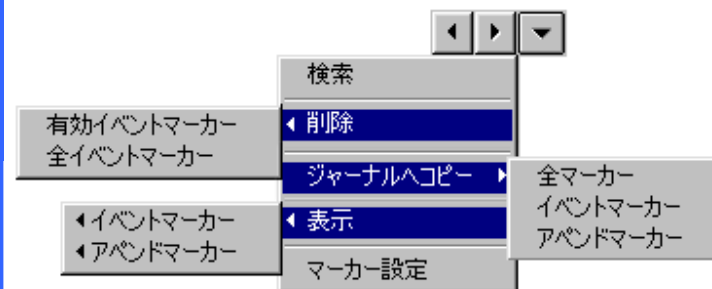 検索
削除
有効イベントマーカー
全イベントマーカー
ジャーナルへコピー
全マーカー
イベントマーカー
アペンドマーカー
表示
イベントマーカー
アペンドマーカー
マーカー設定